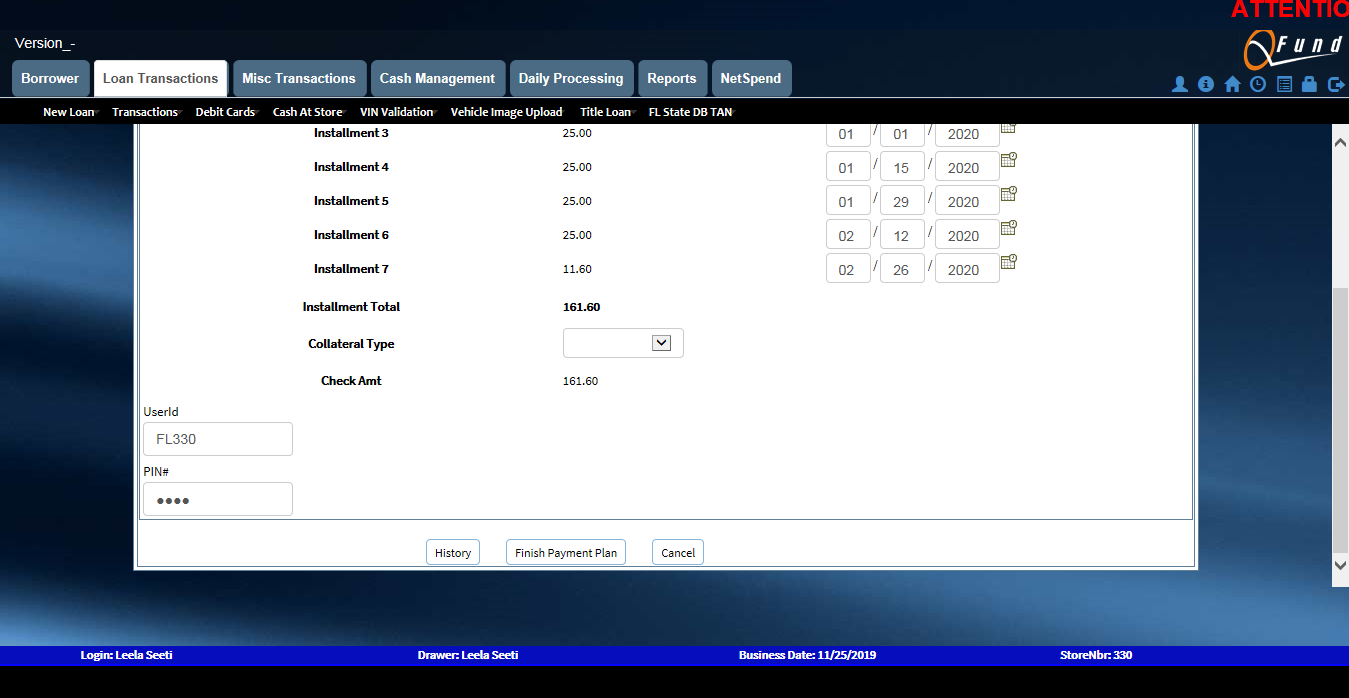 ATTENTIO
Version_-
QFund
Borrower Loan Transactions Misc Transactions Cash Management Daily Processing Reports NetSpend
New Loan Transactions Debit Cards Cash At Store VIN Validation Vehicle Image Upload Title Loan FL State DB TAN
Installment 3 25.00 01 / 01 / 2020
Installment 4 25.00 01 / 15 / 2020
Installment 5 25.00 01 / 29 / 2020
Installment 6 25.00 02 / 12 / 2020
Installment 7 11.60 02 / 26 / 2020
Installment Total 161.60
Collateral Type
Check Amt 161.60
UserId
FL330
PIN#
●●●●
History Finish Payment Plan Cancel
Login: Leela Seeti Drawer: Leela Seeti Business Date: 11/25/2019 StoreNbr: 330